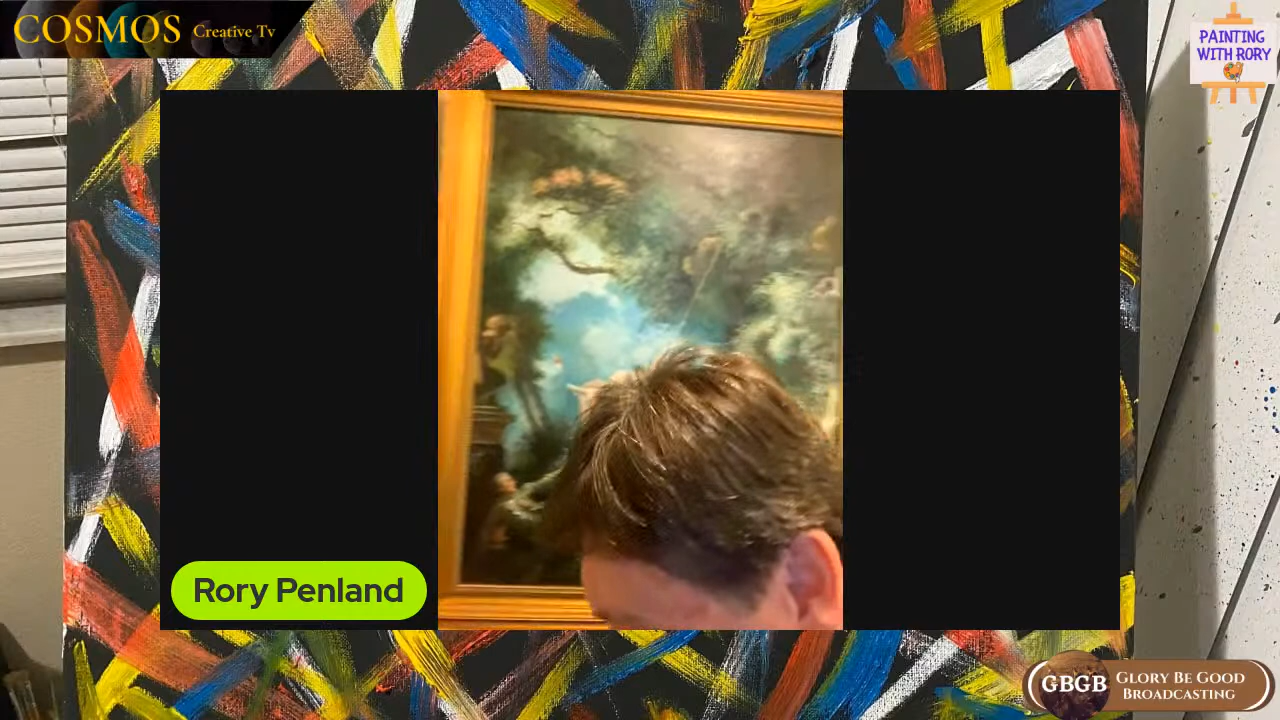 COSMOS Creative Tv
PAINTING
WITH RORY
Rory Penland
GBGB GLORY BE GOOD
BROADCASTING